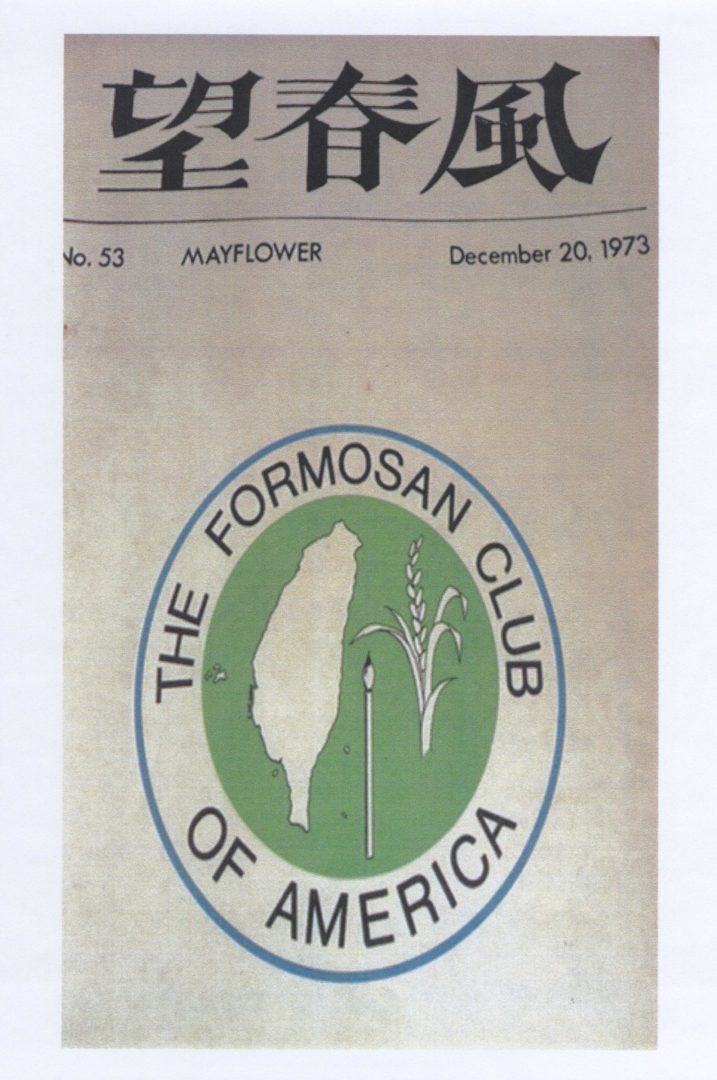 望春風
No. 53 MAYFLOWER December 20, 1973
THE FORMOSAN CLUB
OF AMERICA